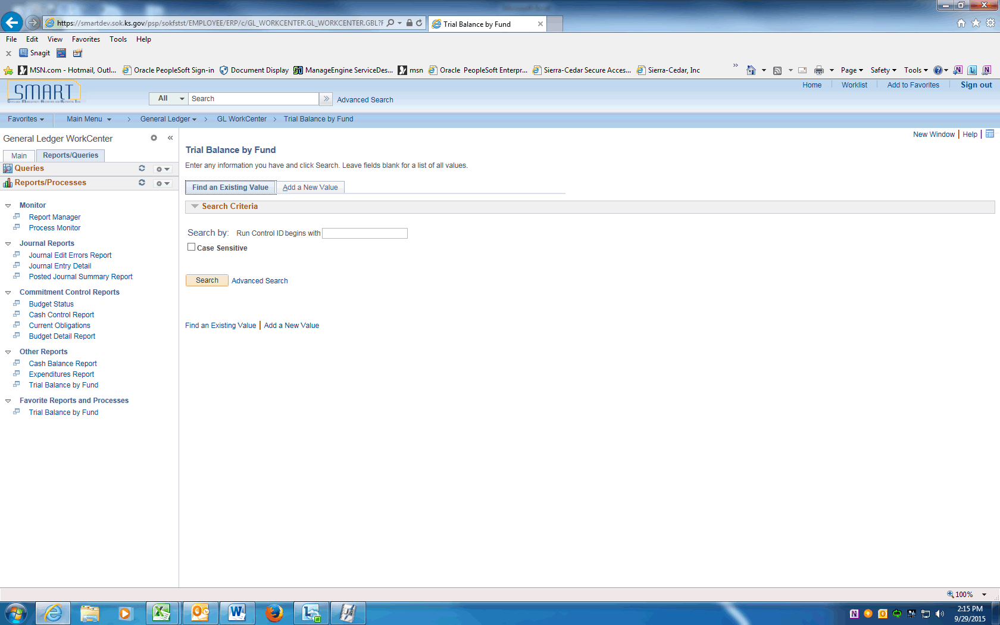 https://smartdev.sok.ks.gov/psp/sokfstst/EMPLOYEE/ERP/c/GL_WORKCENTER.GL_WORKCENTER.GBL?F
Trial Balance by Fund
File Edit View Favorites Tools Help
x Snagit
MSN.com - Hotmail, Outl... Oracle PeopleSoft Sign-in Document Display ManageEngine ServiceDes... msn Oracle PeopleSoft Enterpr... Sierra-Cedar Secure Acces... Sierra-Cedar, Inc » Page Safety Tools
SMART
Home Worklist Add to Favorites Sign out
All Search » Advanced Search
Favorites Main Menu > General Ledger > GL WorkCenter > Trial Balance by Fund
New Window | Help |
General Ledger WorkCenter «
Main Reports/Queries
Queries
Reports/Processes
Monitor
Report Manager
Process Monitor
Journal Reports
Journal Edit Errors Report
Journal Entry Detail
Posted Journal Summary Report
Commitment Control Reports
Budget Status
Cash Control Report
Current Obligations
Budget Detail Report
Other Reports
Cash Balance Report
Expenditures Report
Trial Balance by Fund
Favorite Reports and Processes
Trial Balance by Fund
Trial Balance by Fund
Enter any information you have and click Search. Leave fields blank for a list of all values.
Find an Existing Value Add a New Value
Search Criteria
Search by: Run Control ID begins with
Case Sensitive
Search Advanced Search
Find an Existing Value | Add a New Value
100%
2:15 PM
9/29/2015